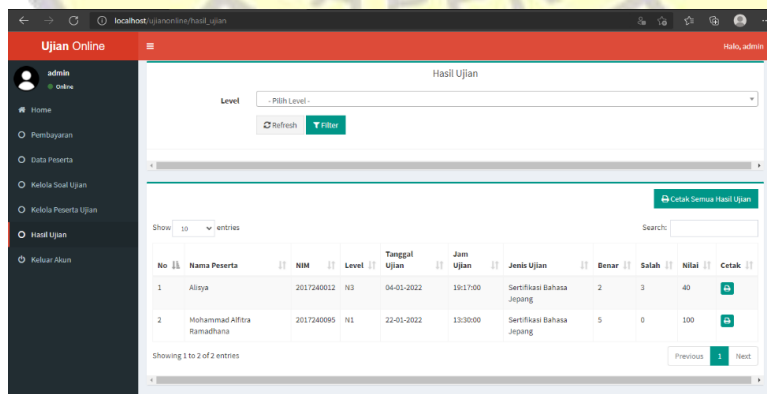 localhost/ujianonline/hasil_ujian
Ujian Online
Halo, admin
admin
Online
Home
Pembayaran
Data Peserta
Kelola Soal Ujian
Kelola Peserta Ujian
Hasil Ujian
Keluar Akun
Hasil Ujian
Level
- Pilih Level -
Refresh
Filter
Cetak Semua Hasil Ujian
Show 10 entries
Search:
No Nama Peserta NIM Level Tanggal Ujian Jam Ujian Jenis Ujian Benar Salah Nilai Cetak
1 Alisya 2017240012 N3 04-01-2022 19:17:00 Sertifikasi Bahasa Jepang 2 3 40
2 Mohammad Alfitra Ramadhana 2017240095 N1 22-01-2022 13:30:00 Sertifikasi Bahasa Jepang 5 0 100
Showing 1 to 2 of 2 entries
Previous 1 Next